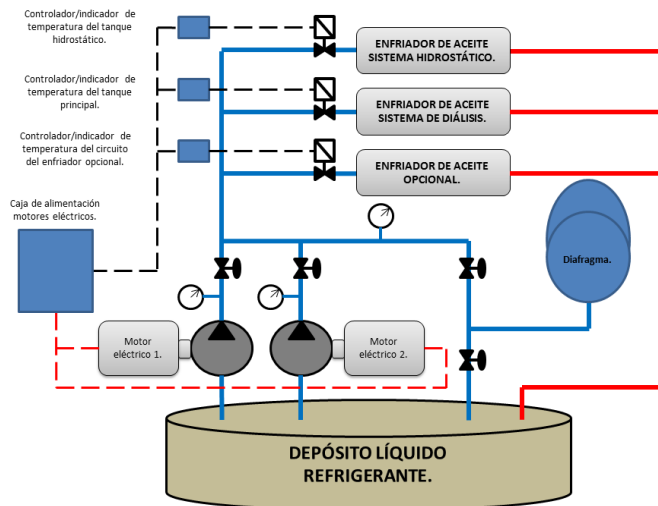 Controlador/indicador de
temperatura del tanque
hidrostático.
ENFRIADOR DE ACEITE
SISTEMA HIDROSTÁTICO.
Controlador/indicador de
temperatura del tanque
principal.
ENFRIADOR DE ACEITE
SISTEMA DE DIÁLISIS.
Controlador/indicador de
temperatura del circuito
del enfriador opcional.
ENFRIADOR DE ACEITE
OPCIONAL.
Caja de alimentación
motores eléctricos.
Diafragma.
Motor
eléctrico 1.
Motor
eléctrico 2.
DEPÓSITO LÍQUIDO
REFRIGERANTE.